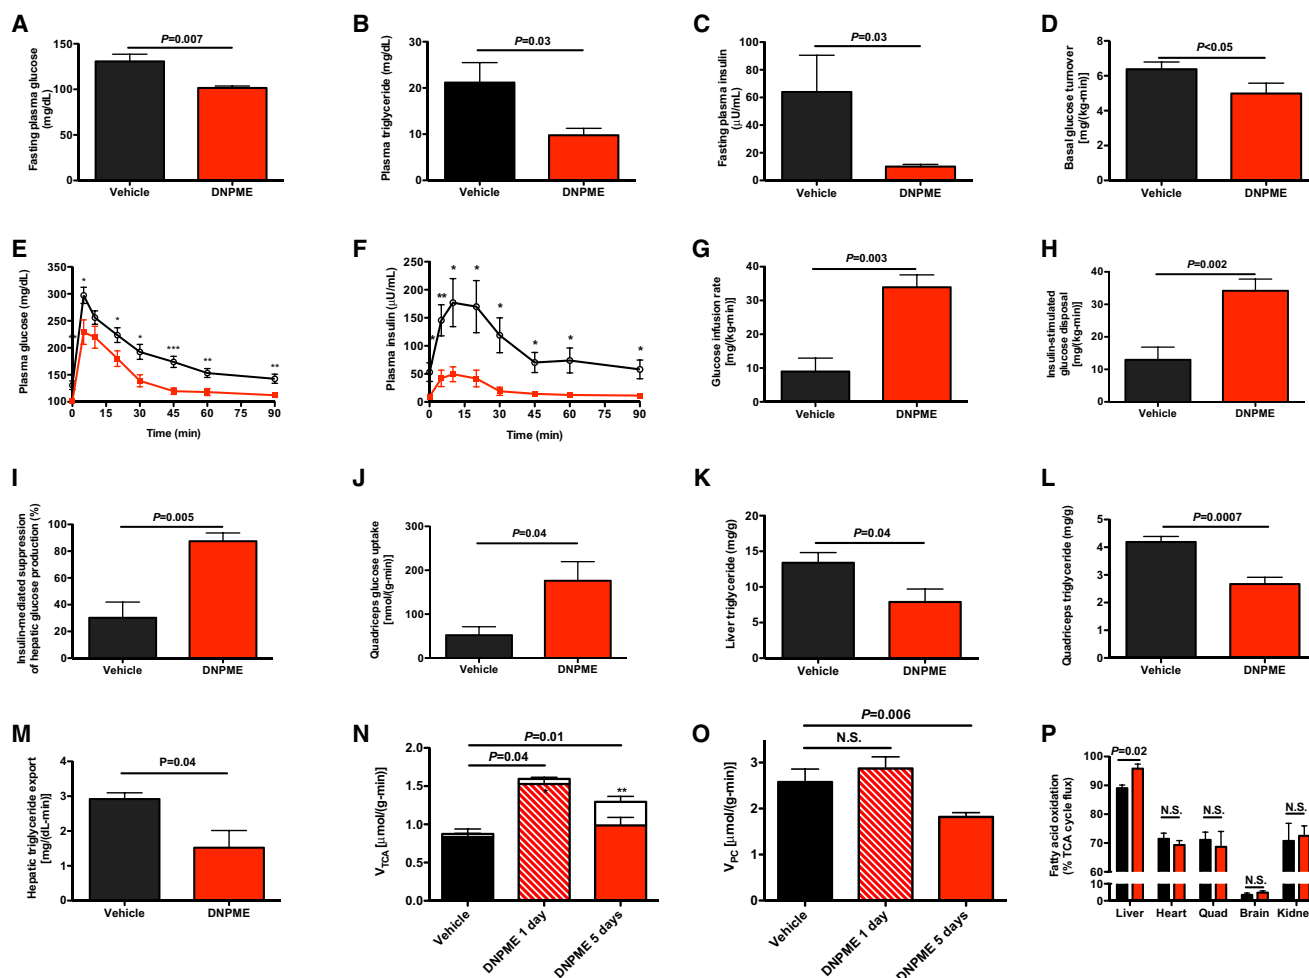 A
Fasting plasma glucose
(mg/dL)
150
100
50
0
P=0.007
Vehicle
DNPME
B
Plasma triglyceride (mg/dL)
30
20
10
0
P=0.03
Vehicle
DNPME
C
Fasting plasma insulin
(µU/mL)
100
80
60
40
20
0
P=0.03
Vehicle
DNPME
D
Basal glucose turnover
[mg/(kg-min)]
8
6
4
2
0
P<0.05
Vehicle
DNPME
E
Plasma glucose (mg/dL)
350
300
250
200
150
100
*
*
*
***
**
**
0
15
30
45
60
75
90
Time (min)
F
Plasma insulin (µU/mL)
250
200
150
100
50
0
*
**
*
*
*
*
*
*
0
15
30
45
60
75
90
Time (min)
G
Glucose infusion rate
[mg/(kg-min)]
40
30
20
10
0
P=0.003
Vehicle
DNPME
H
Insulin-stimulated
glucose disposal
[mg/(kg-min)]
40
30
20
10
0
P=0.002
Vehicle
DNPME
I
Insulin-mediated suppression
of hepatic glucose production (%)
100
80
60
40
20
0
P=0.005
Vehicle
DNPME
J
Quadriceps glucose uptake
[nmol/(g-min)]
300
200
100
0
P=0.04
Vehicle
DNPME
K
Liver triglyceride (mg/g)
20
15
10
5
0
P=0.04
Vehicle
DNPME
L
Quadriceps triglyceride (mg/g)
5
4
3
2
1
0
P=0.0007
Vehicle
DNPME
M
Hepatic triglyceride export
[mg/(dL-min)]
4
3
2
1
0
P=0.04
Vehicle
DNPME
N
VTCA [µmol/(g-min)]
2.0
1.5
1.0
0.5
0.0
P=0.01
P=0.04
*
**
Vehicle
DNPME 1 day
DNPME 5 days
O
VPC [µmol/(g-min)]
3
2
1
0
P=0.006
N.S.
Vehicle
DNPME 1 day
DNPME 5 days
P
Fatty acid oxidation
(% TCA cycle flux)
100
90
80
70
60
10
0
P=0.02
N.S.
N.S.
N.S.
N.S.
Liver
Heart
Quad
Brain
Kidne